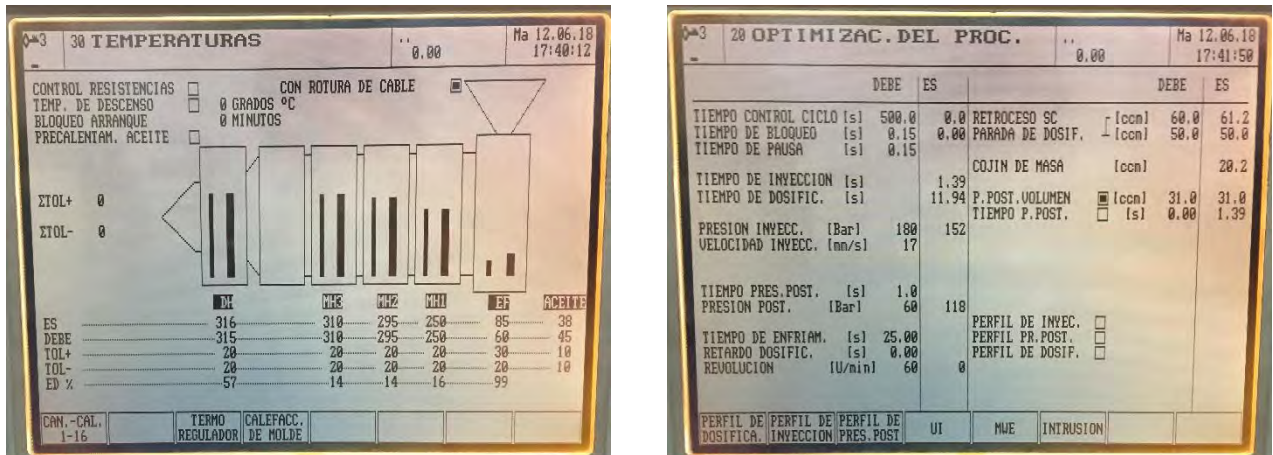 3 30 TEMPERATURAS .. 0.00 Ma 12.06.18 17:40:12
CONTROL RESISTENCIAS CON ROTURA DE CABLE
TEMP. DE DESCENSO 0 GRADOS ºC
BLOQUEO ARRANQUE 0 MINUTOS
PRECALENIAM. ACEITE
ΣTOL+ 0
ΣTOL- 0
DH MH3 MH2 MH1 EF ACEITE
ES 316 310 295 250 85 38
DEBE 315 310 295 250 60 45
TOL+ 20 20 20 20 30 10
TOL- 20 20 20 20 20 10
ED % 57 14 14 16 99
CAN.-CAL. 1-16 TERMO REGULADOR CALEFACC. DE MOLDE
3 20 OPTIMIZAC.DEL PROC. .. 0.00 Ma 12.06.18 17:41:50
DEBE ES DEBE ES
TIEMPO CONTROL CICLO [s] 500.0 0.0 RETROCESO SC [ccm] 60.0 61.2
TIEMPO DE BLOQUEO [s] 0.15 0.00 PARADA DE DOSIF. [ccm] 50.0 50.0
TIEMPO DE PAUSA [s] 0.15
COJIN DE MASA [ccm] 20.2
TIEMPO DE INYECCION [s] 1.39
TIEMPO DE DOSIFIC. [s] 11.94 P.POST.VOLUMEN [ccm] 31.0 31.0
TIEMPO P.POST. [s] 0.00 1.39
PRESION INYECC. [Bar] 180 152
VELOCIDAD INYECC. [mm/s] 17
TIEMPO PRES.POST. [s] 1.0
PRESION POST. [Bar] 60 118
PERFIL DE INYEC.
TIEMPO DE ENFRIAM. [s] 25.00 PERFIL PR.POST.
RETARDO DOSIFIC. [s] 0.00 PERFIL DE DOSIF.
REVOLUCION [U/min] 60 0
PERFIL DE DOSIFICA. PERFIL DE INYECCION PERFIL DE PRES.POST UI MWE INTRUSION